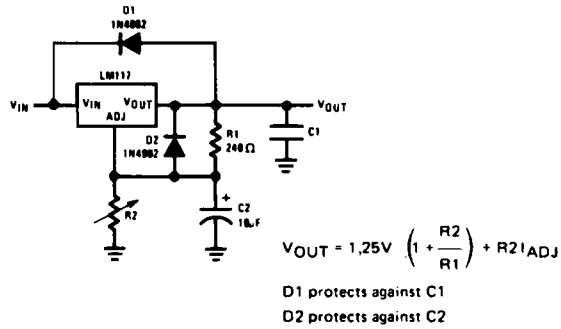 D1
1N4002
LM117
VIN
VIN
VOUT
VOUT
ADJ
D2
1N4002
R1
240Ω
C1
R2
+
C2
10μF
VOUT = 1,25V (1 + R2/R1) + R2IADJ
D1 protects against C1
D2 protects against C2